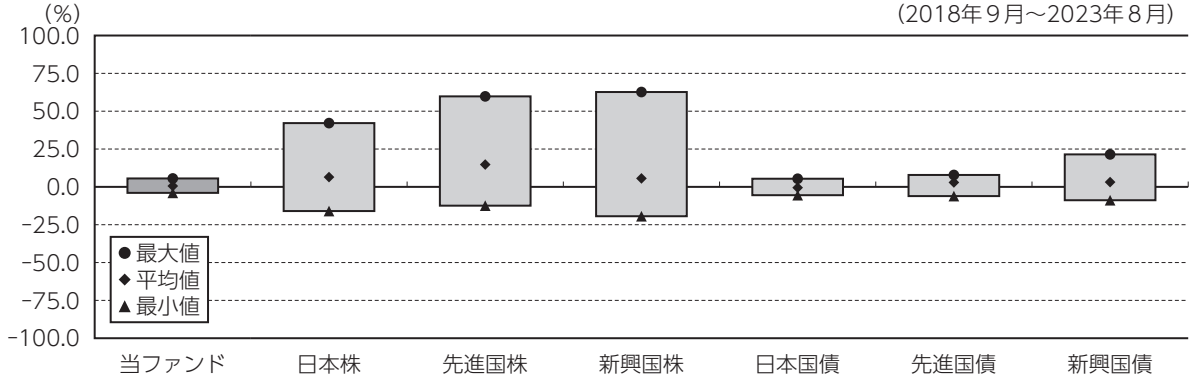 (%)
(2018年9月~2023年8月)
100.0
75.0
50.0
25.0
0.0
-25.0
-50.0
-75.0
-100.0
●最大値
◆平均値
▲最小値
当ファンド 日本株 先進国株 新興国株 日本国債 先進国債 新興国債